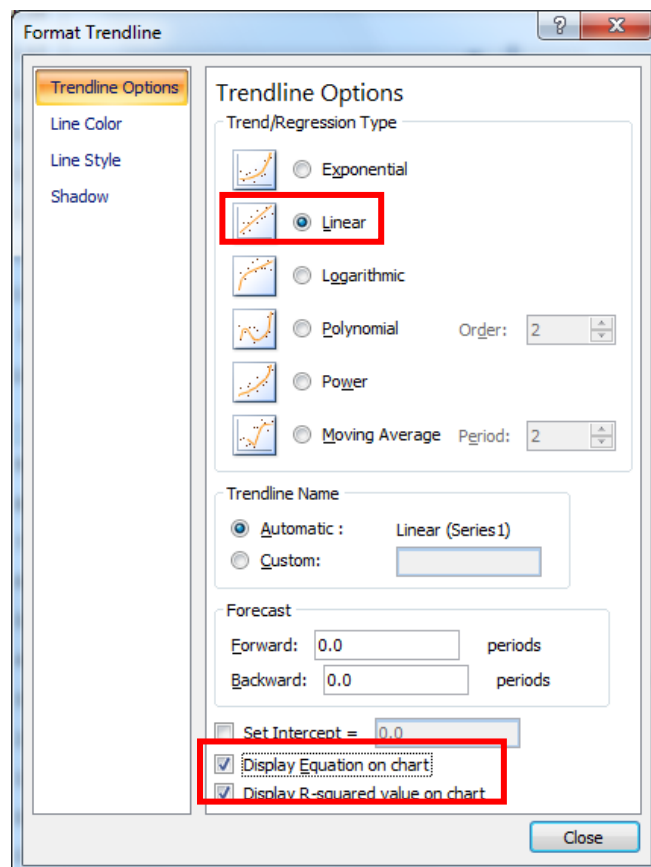 Format Trendline
?
X
Trendline Options
Line Color
Line Style
Shadow
Trendline Options
Trend/Regression Type
Exponential
Linear
Logarithmic
Polynomial Order: 2
Power
Moving Average Period: 2
Trendline Name
Automatic : Linear (Series1)
Custom:
Forecast
Forward: 0.0 periods
Backward: 0.0 periods
Set Intercept = 0.0
Display Equation on chart
Display R-squared value on chart
Close